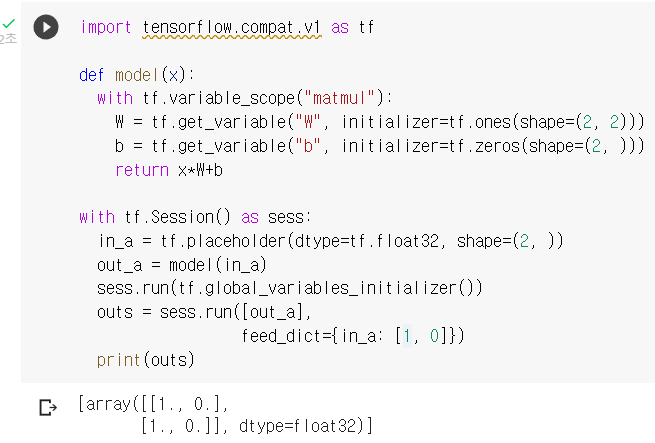 import tensorflow.compat.v1 as tf
def model(x):
with tf.variable_scope("matmul"):
W = tf.get_variable("W", initializer=tf.ones(shape=(2, 2)))
b = tf.get_variable("b", initializer=tf.zeros(shape=(2, )))
return x*W+b
with tf.Session() as sess:
in_a = tf.placeholder(dtype=tf.float32, shape=(2, ))
out_a = model(in_a)
sess.run(tf.global_variables_initializer())
outs = sess.run([out_a],
feed_dict={in_a: [1, 0]})
print(outs)
[array([[1., 0.],
[1., 0.]], dtype=float32)]